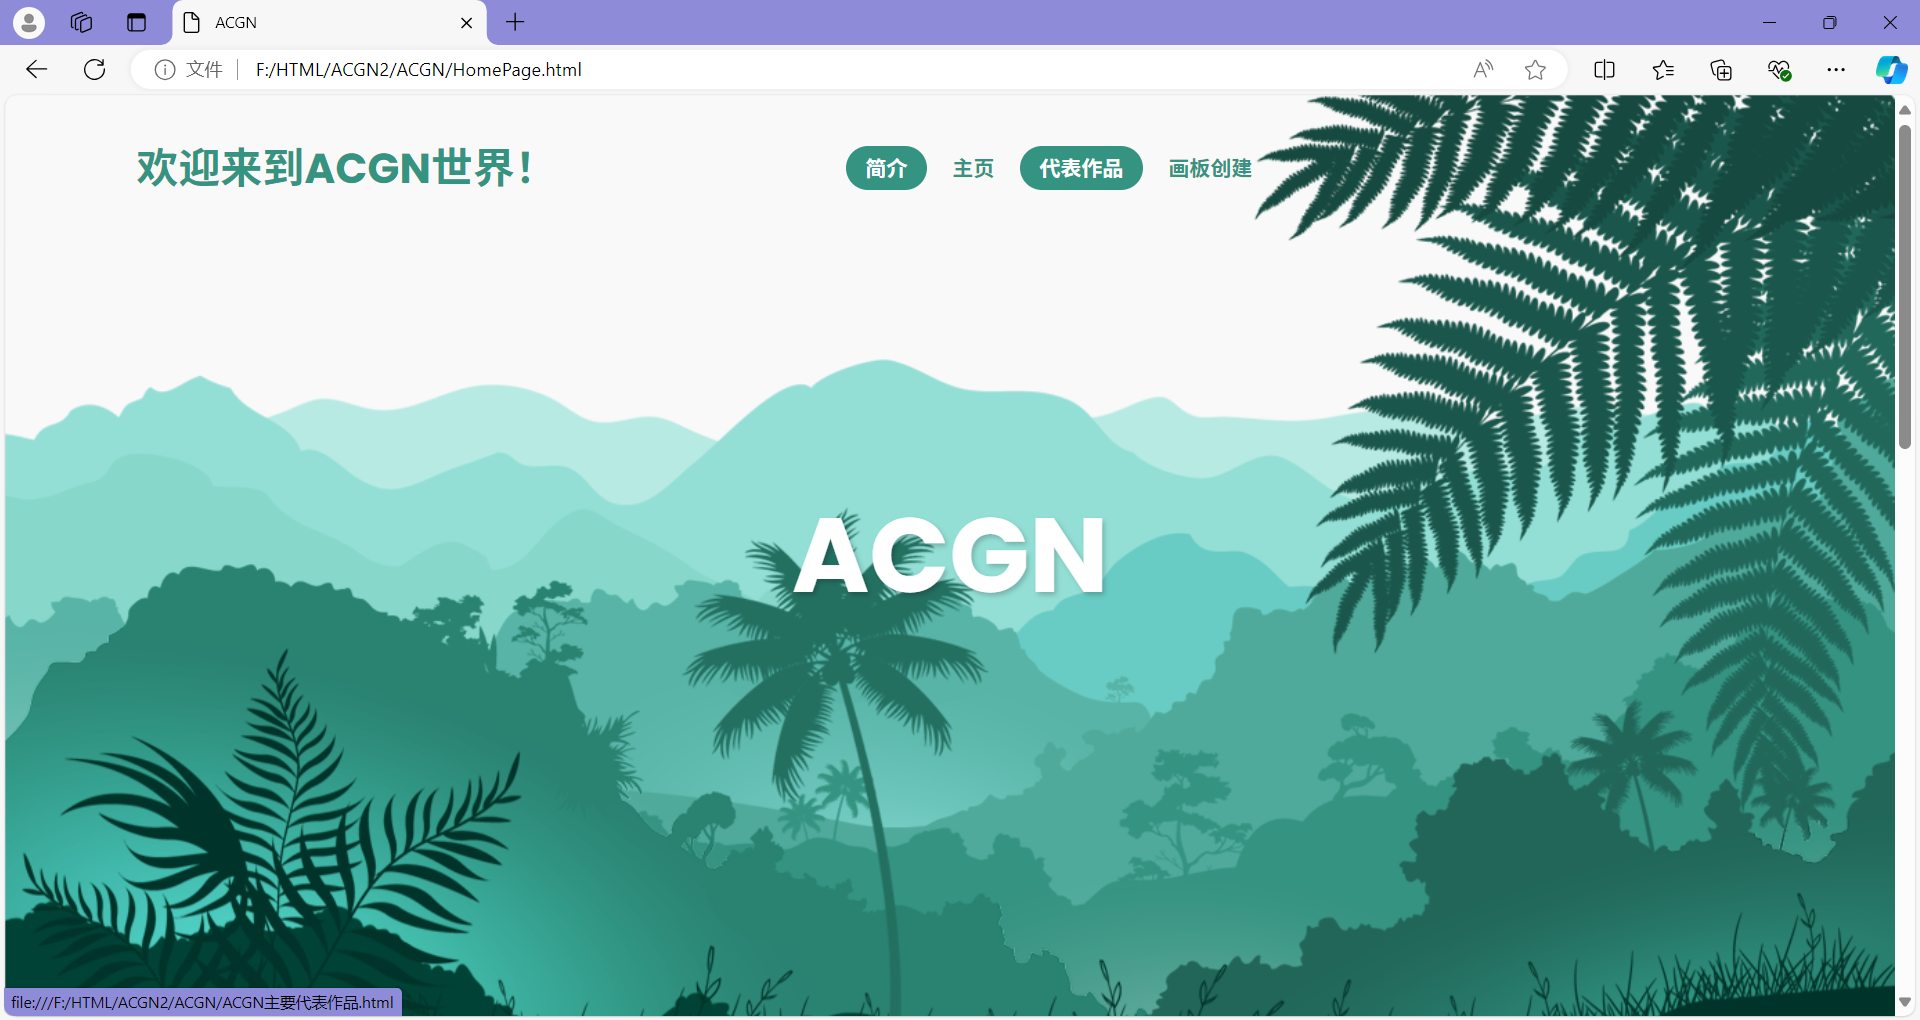 ACGN
文件
F:/HTML/ACGN2/ACGN/HomePage.html
欢迎来到ACGN世界！
简介 主页 代表作品 画板创建
ACGN
file:///F:/HTML/ACGN2/ACGN/ACGN主要代表作品.html